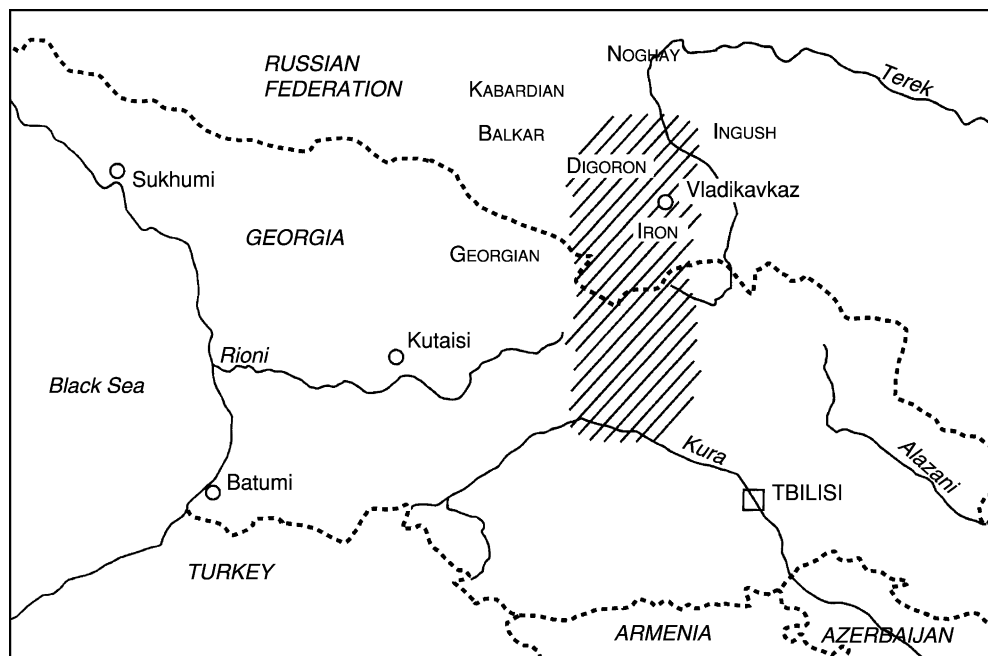 NOGHAY
RUSSIAN
FEDERATION
KABARDIAN
Terek
BALKAR
INGUSH
DIGORON
Sukhumi
Vladikavkaz
GEORGIA
IRON
GEORGIAN
Kutaisi
Rioni
Black Sea
Kura
Alazani
Batumi
TBILISI
TURKEY
ARMENIA
AZERBAIJAN